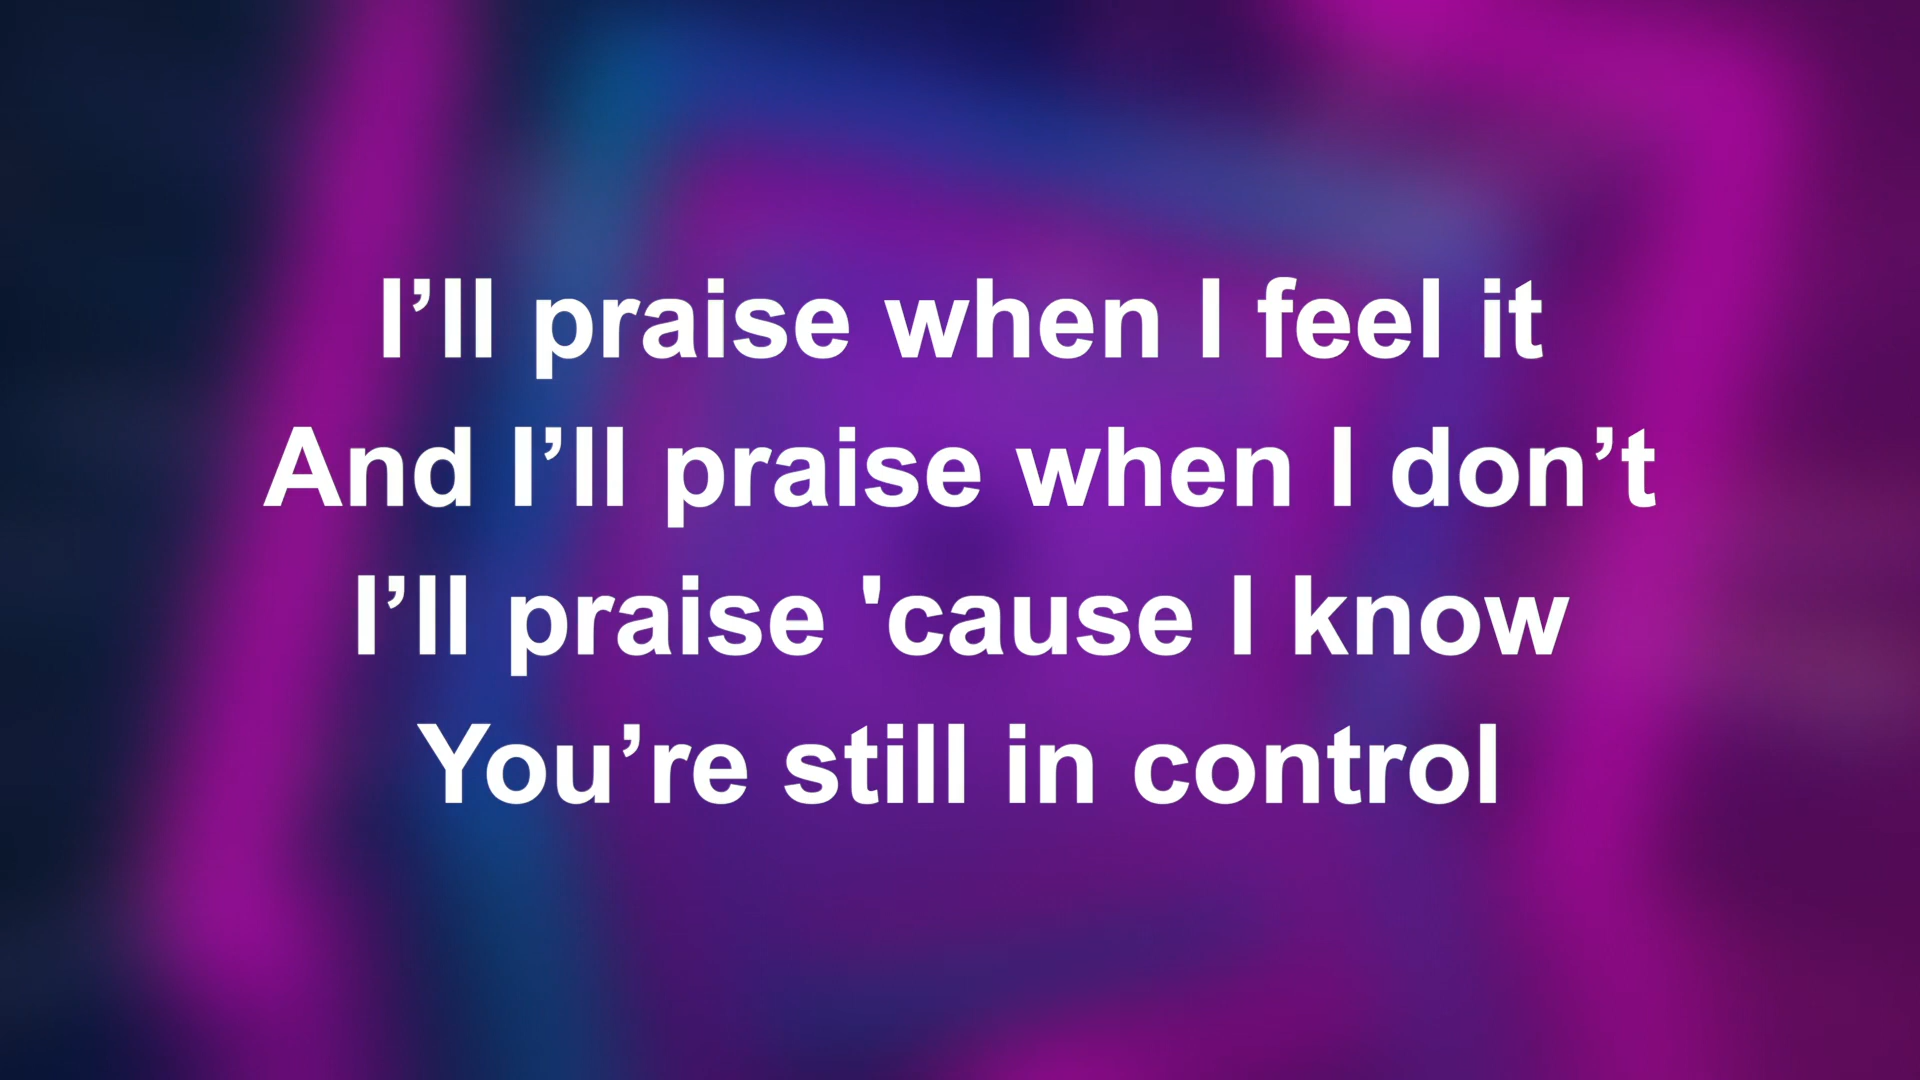 I’ll praise when I feel it
And I’ll praise when I don’t
I’ll praise 'cause I know
You’re still in control